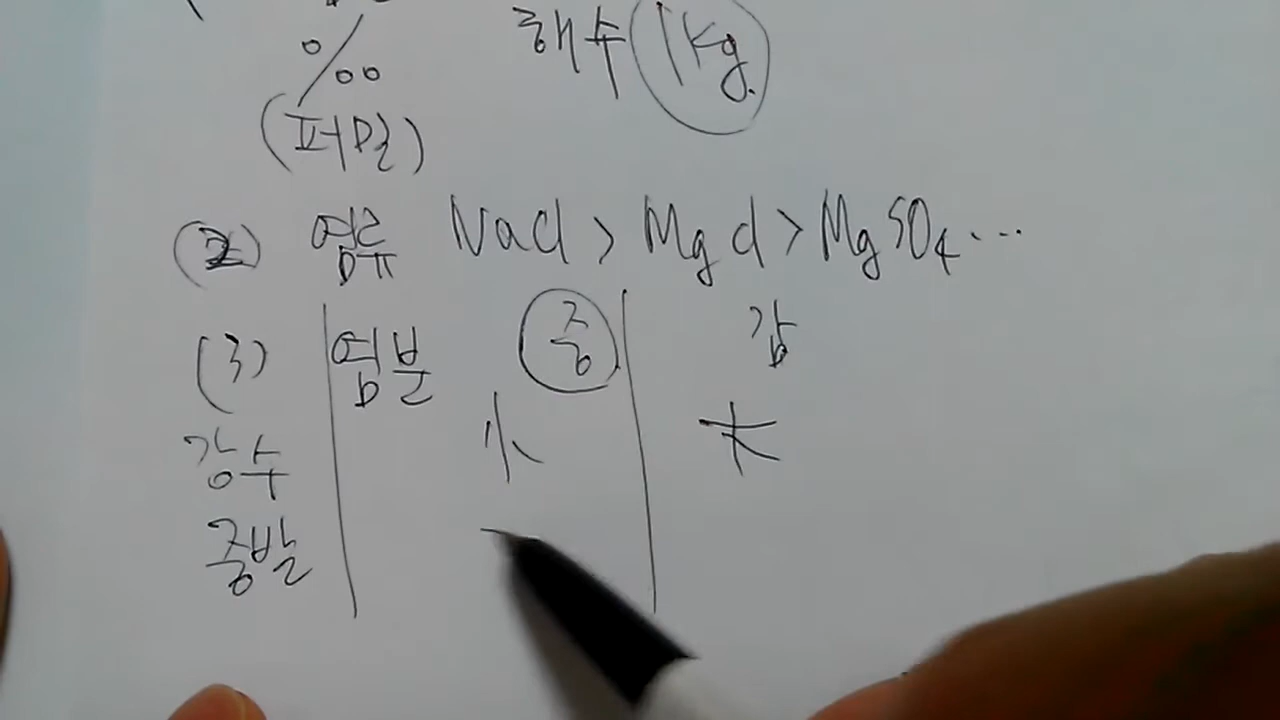 ‰ 해수 1kg.
(퍼밀)
(2) 염류 NaCl > MgCl > MgSO4...
(3) 염분 증 감
강수 小 大
증발